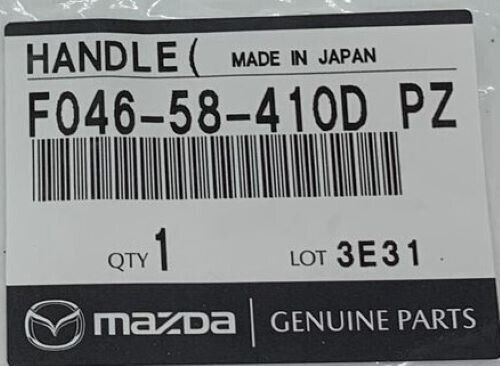 HANDLE( MADE IN JAPAN
F046-58-410D PZ
QTY 1 LOT 3E31
mazda GENUINE PARTS